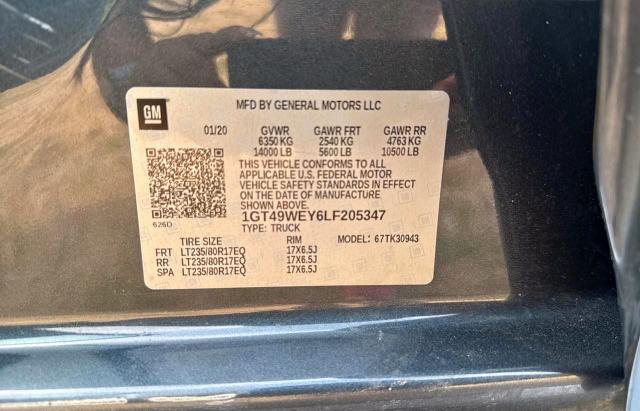 GM
MFD BY GENERAL MOTORS LLC
01/20 GVWR GAWR FRT GAWR RR
6350 KG 2540 KG 4763 KG
14000 LB 5600 LB 10500 LB
THIS VEHICLE CONFORMS TO ALL
APPLICABLE U.S. FEDERAL MOTOR
VEHICLE SAFETY STANDARDS IN EFFECT
ON THE DATE OF MANUFACTURE
SHOWN ABOVE.
626D
1GT49WEY6LF205347
TYPE: TRUCK
TIRE SIZE RIM MODEL: 67TK30943
FRT LT235/80R17EQ 17X6.5J
RR LT235/80R17EQ 17X6.5J
SPA LT235/80R17EQ 17X6.5J